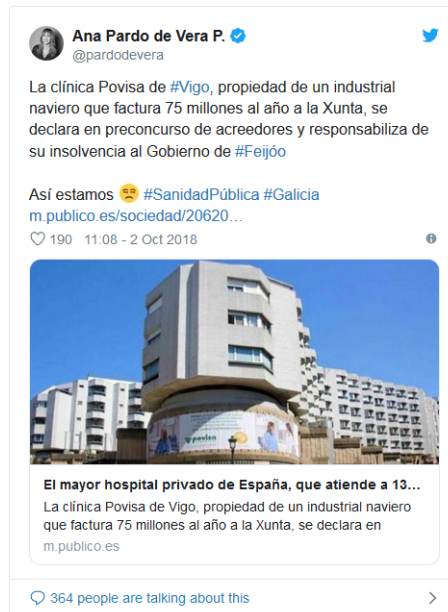 Ana Pardo de Vera P.
@pardodevera
La clínica Povisa de #Vigo, propiedad de un industrial
naviero que factura 75 millones al año a la Xunta, se
declara en preconcurso de acreedores y responsabiliza de
su insolvencia al Gobierno de #Feijóo
Así estamos 😒 #SanidadPública #Galicia
m.publico.es/sociedad/20620…
190 11:08 - 2 Oct 2018
povisa
El mayor hospital privado de España, que atiende a 13…
La clínica Povisa de Vigo, propiedad de un industrial naviero
que factura 75 millones al año a la Xunta, se declara en
m.publico.es
364 people are talking about this